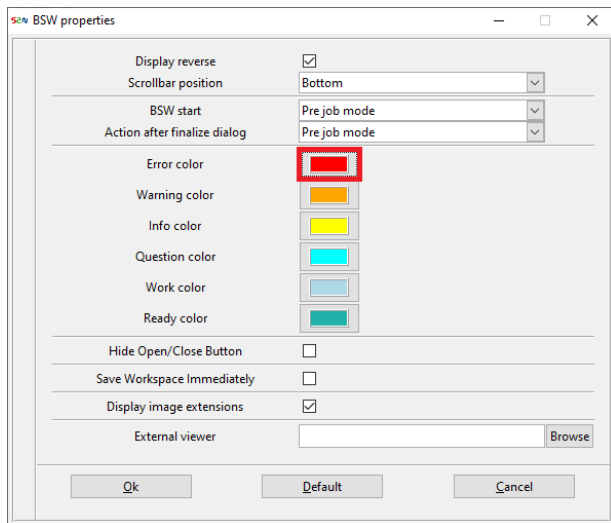 BSW properties
Display reverse
Scrollbar position Bottom
BSW start Pre job mode
Action after finalize dialog Pre job mode
Error color
Warning color
Info color
Question color
Work color
Ready color
Hide Open/Close Button
Save Workspace Immediately
Display image extensions
External viewer Browse
Ok Default Cancel